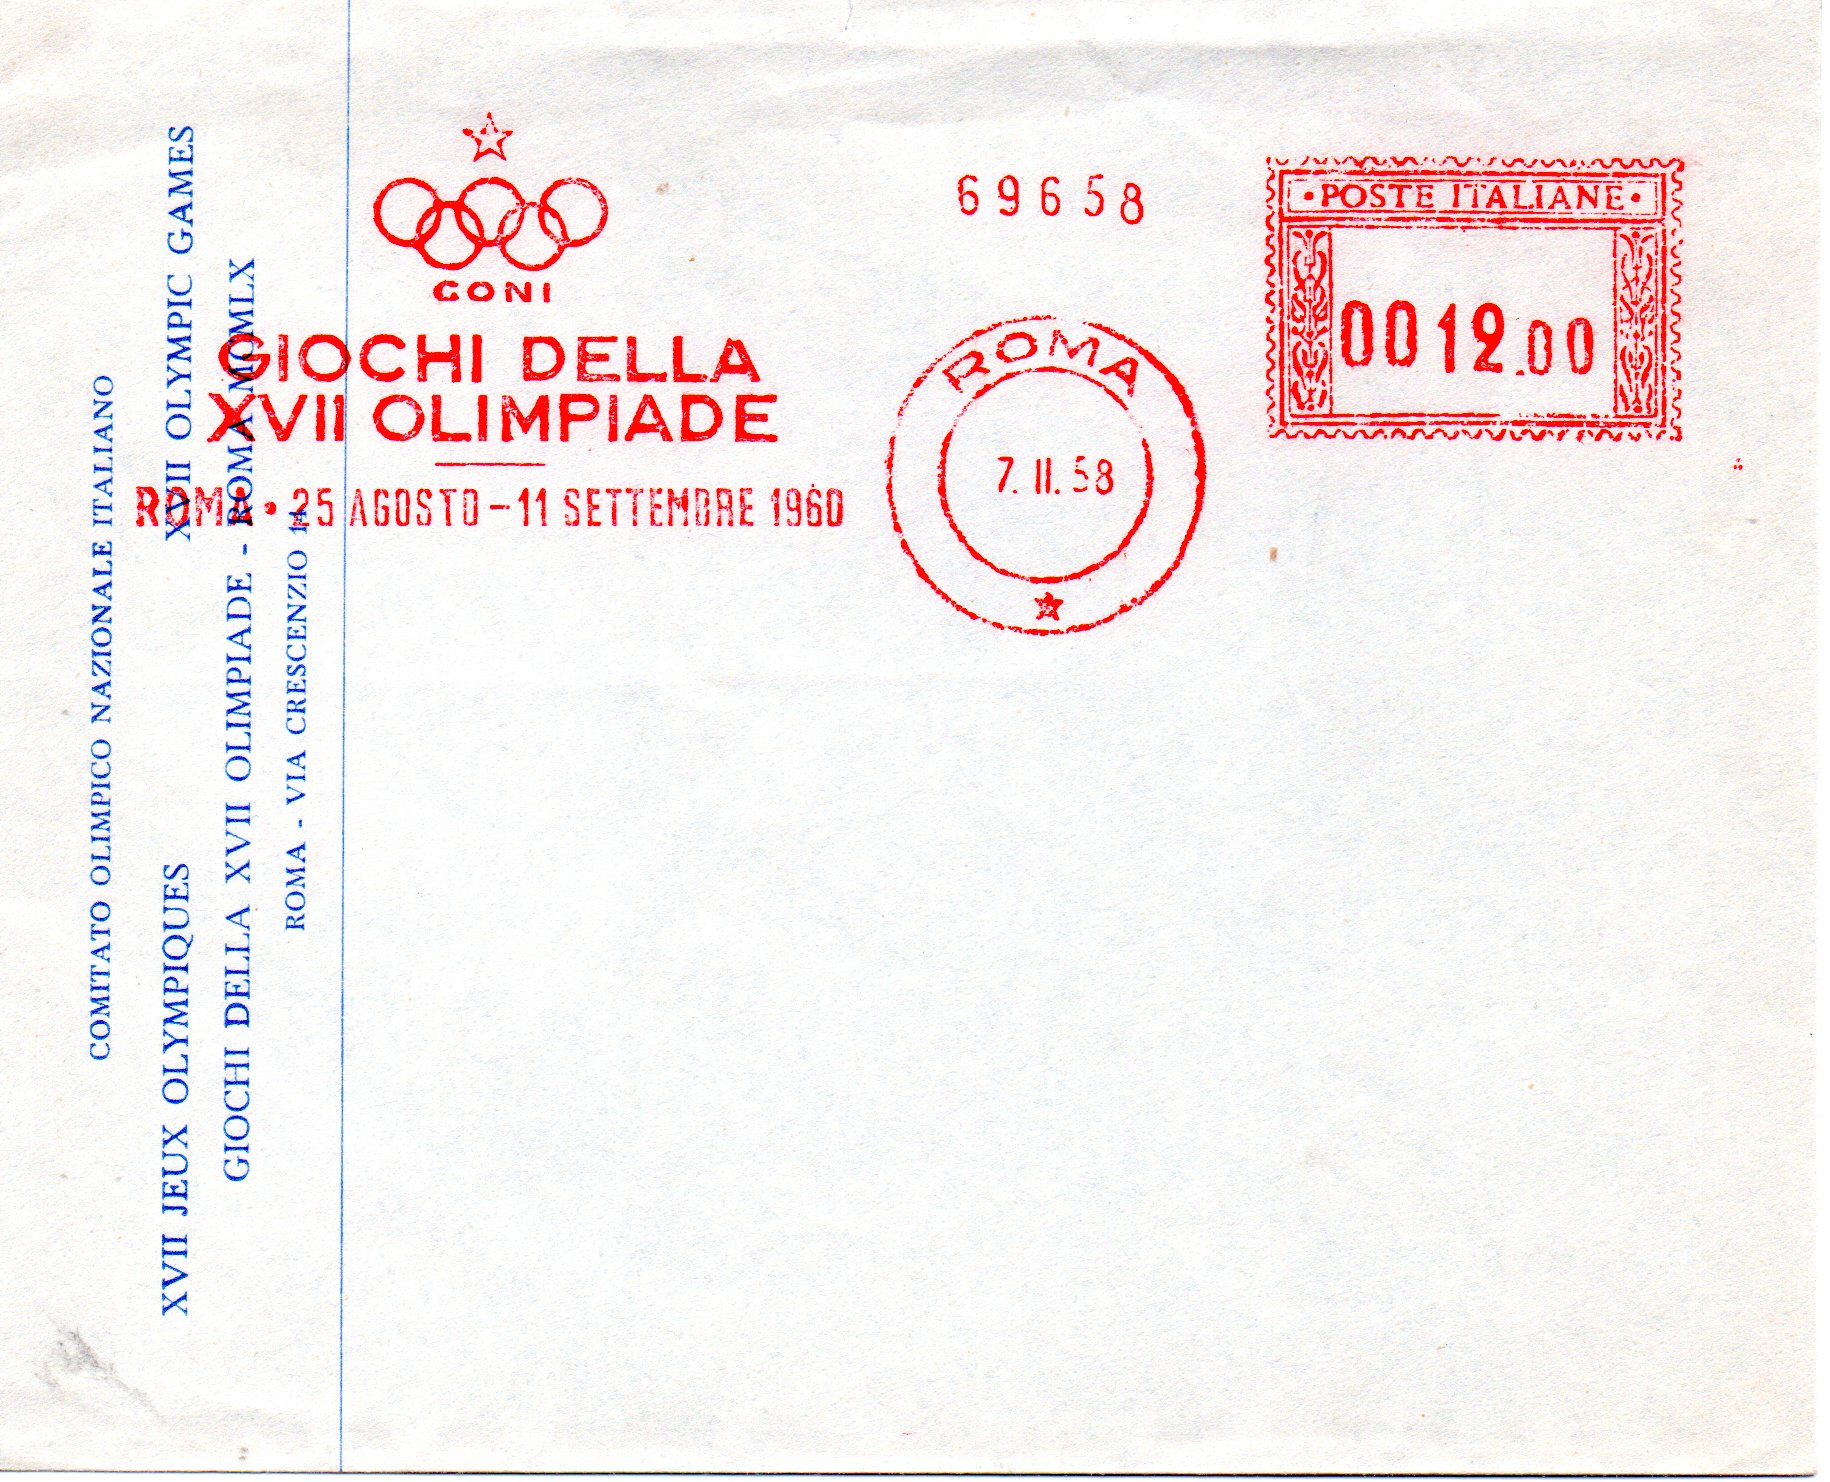 CONI
GIOCHI DELLA
XVII OLIMPIADE
ROMA • 25 AGOSTO – 11 SETTEMBRE 1960
69658
ROMA
7. II. 58
• POSTE ITALIANE •
0012.00
COMITATO OLIMPICO NAZIONALE ITALIANO
XVII JEUX OLYMPIQUES XVII OLYMPIC GAMES
GIOCHI DELLA XVII OLIMPIADE - ROMA MCMLX
ROMA - VIA CRESCENZIO